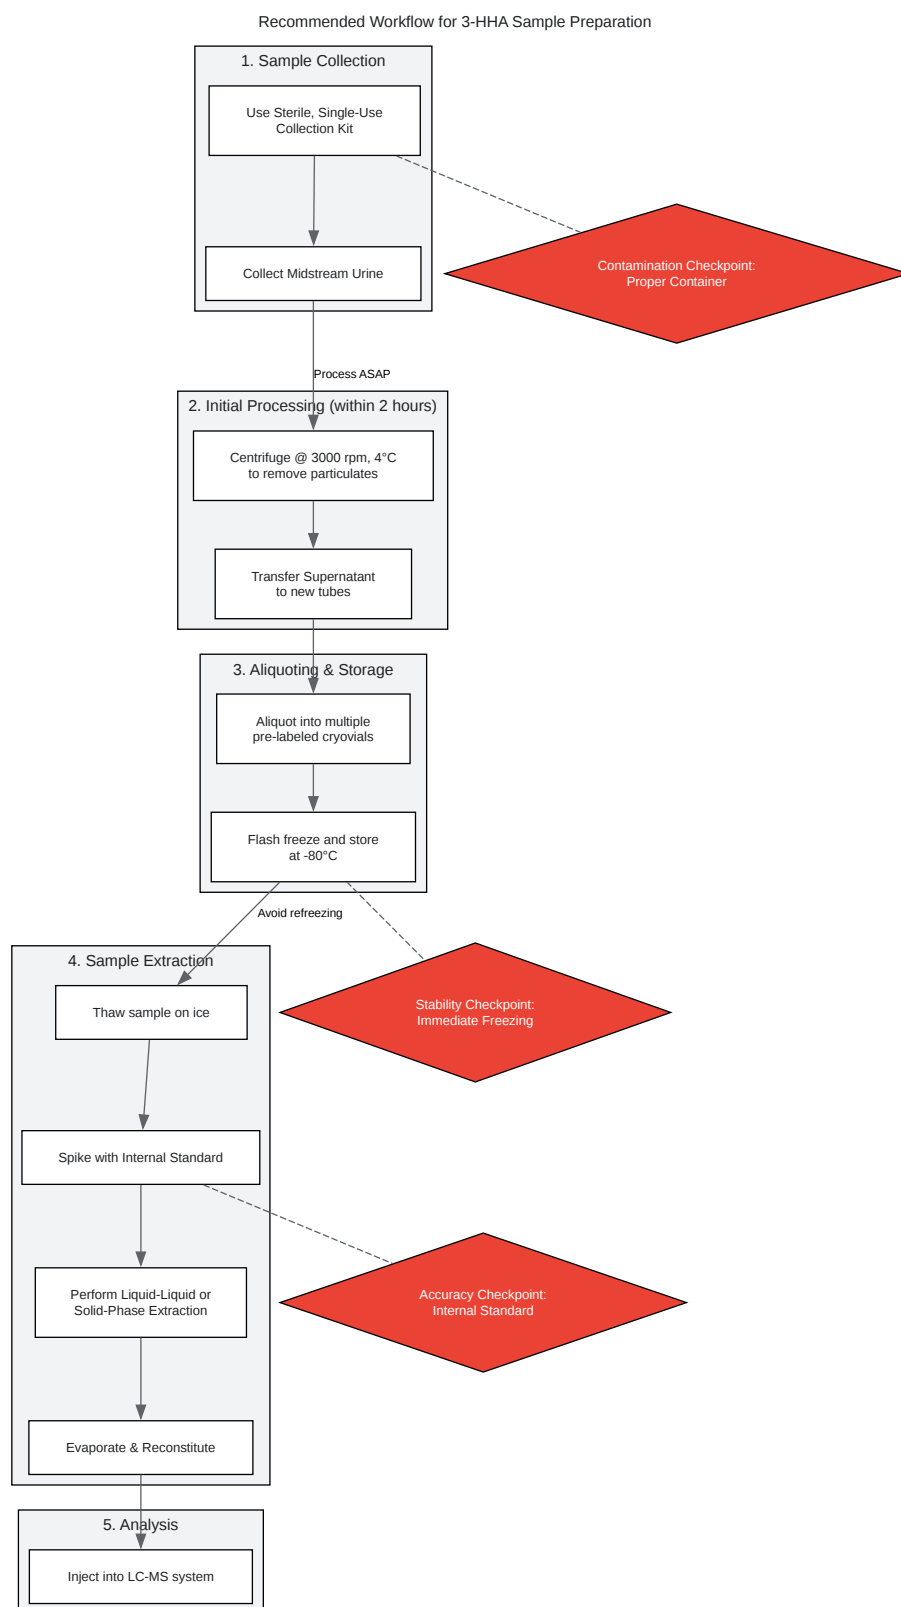 Recommended Workflow for 3-HHA Sample Preparation
1. Sample Collection
Use Sterile, Single-Use
Collection Kit
Collect Midstream Urine
Contamination Checkpoint:
Proper Container
Process ASAP
2. Initial Processing (within 2 hours)
Centrifuge @ 3000 rpm, 4°C
to remove particulates
Transfer Supernatant
to new tubes
3. Aliquoting & Storage
Aliquot into multiple
pre-labeled cryovials
Flash freeze and store
at -80°C
Avoid refreezing
4. Sample Extraction
Thaw sample on ice
Stability Checkpoint:
Immediate Freezing
Spike with Internal Standard
Perform Liquid-Liquid or
Solid-Phase Extraction
Accuracy Checkpoint:
Internal Standard
Evaporate & Reconstitute
5. Analysis
Inject into LC-MS system